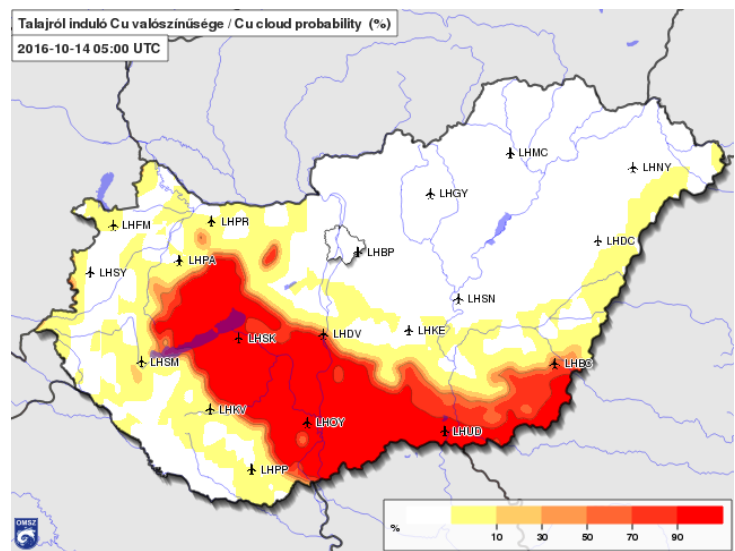 Talajról induló Cu valószínűsége / Cu cloud probability (%)
2016-10-14 05:00 UTC
LHMC
LHNY
LHGY
LHPR
LHFM
LHDC
LHBP
LHPA
LHSY
LHSN
LHKE
LHDV
LHSK
LHSM
LHBC
LHKV
LHOY
LHUD
LHPP
% 10 30 50 70 90
OMSZ